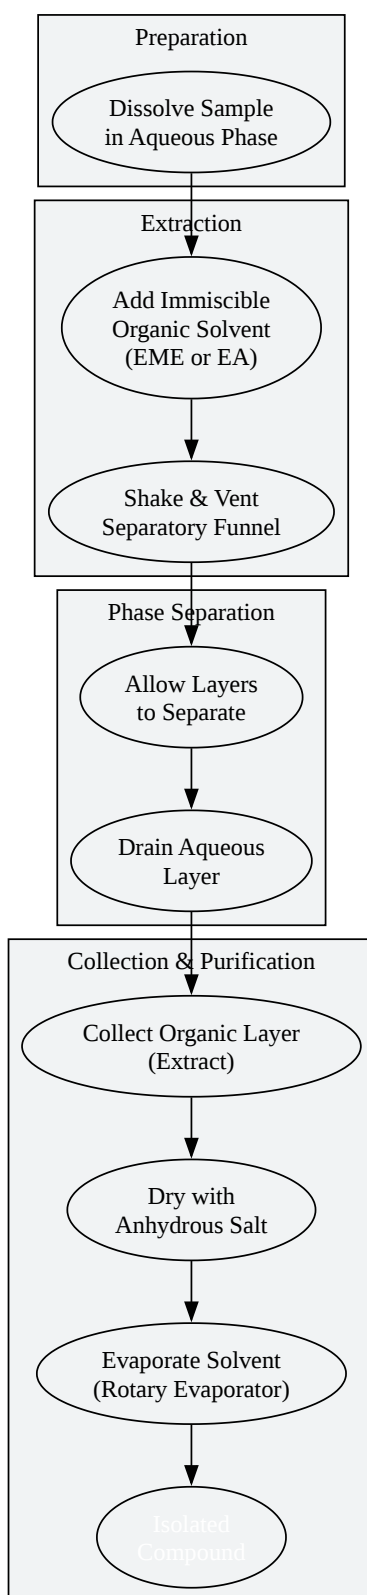 Preparation
Dissolve Sample
in Aqueous Phase
Extraction
Add Immiscible
Organic Solvent
(EME or EA)
Shake & Vent
Separatory Funnel
Phase Separation
Allow Layers
to Separate
Drain Aqueous
Layer
Collection & Purification
Collect Organic Layer
(Extract)
Dry with
Anhydrous Salt
Evaporate Solvent
(Rotary Evaporator)
Isolated
Compound